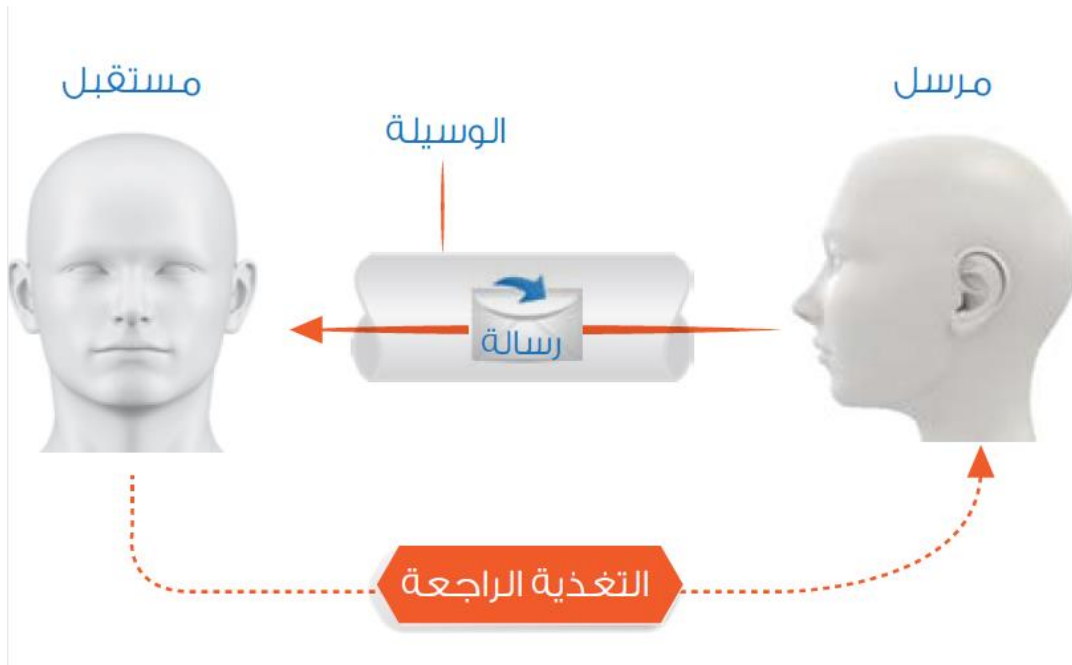 مرسل
مستقبل
الوسيلة
رسالة
التغذية الراجعة